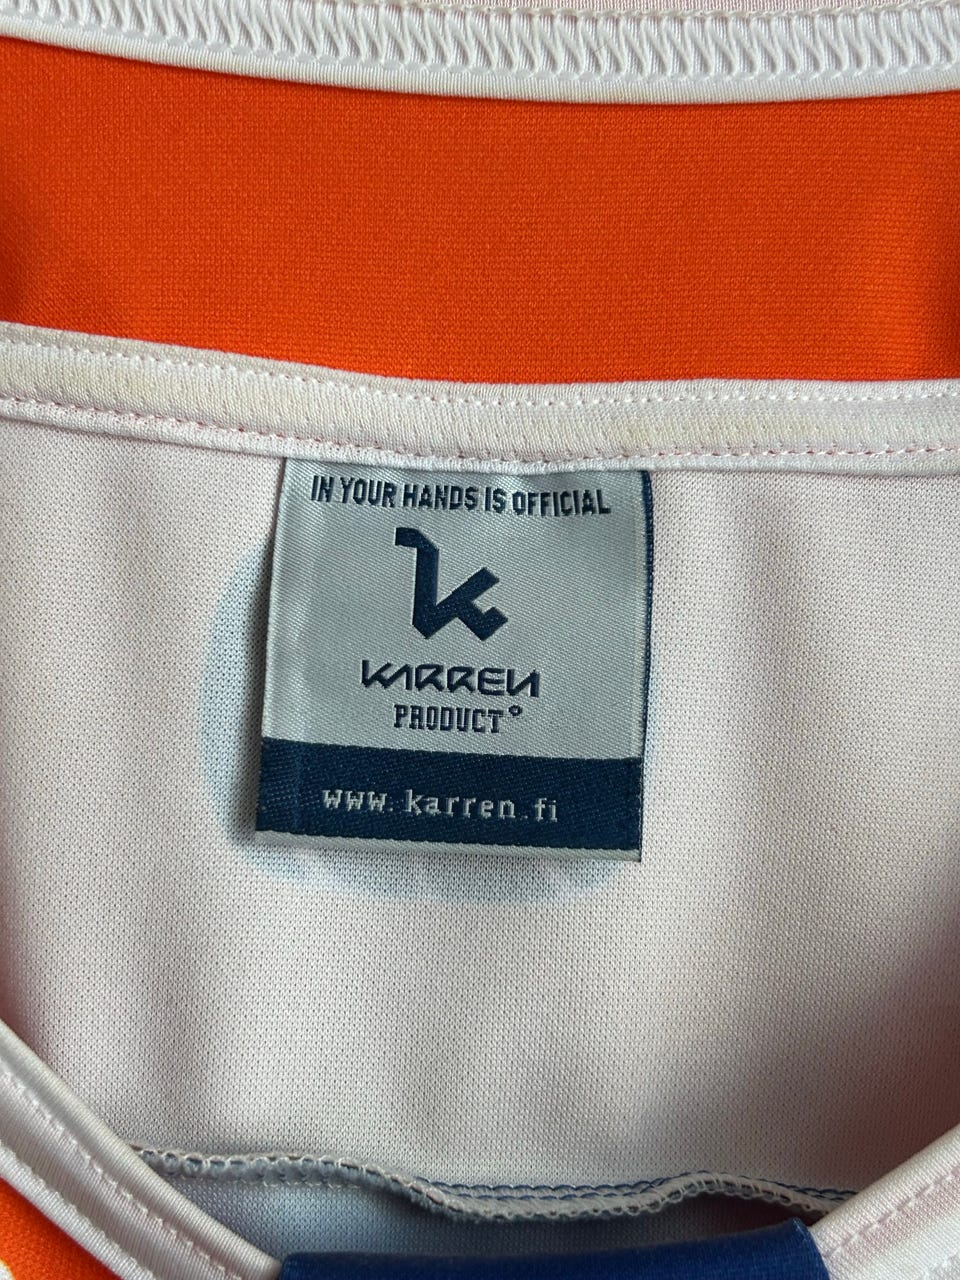 IN YOUR HANDS IS OFFICIAL
k
KARREN
PRODUCT°
www.karren.fi